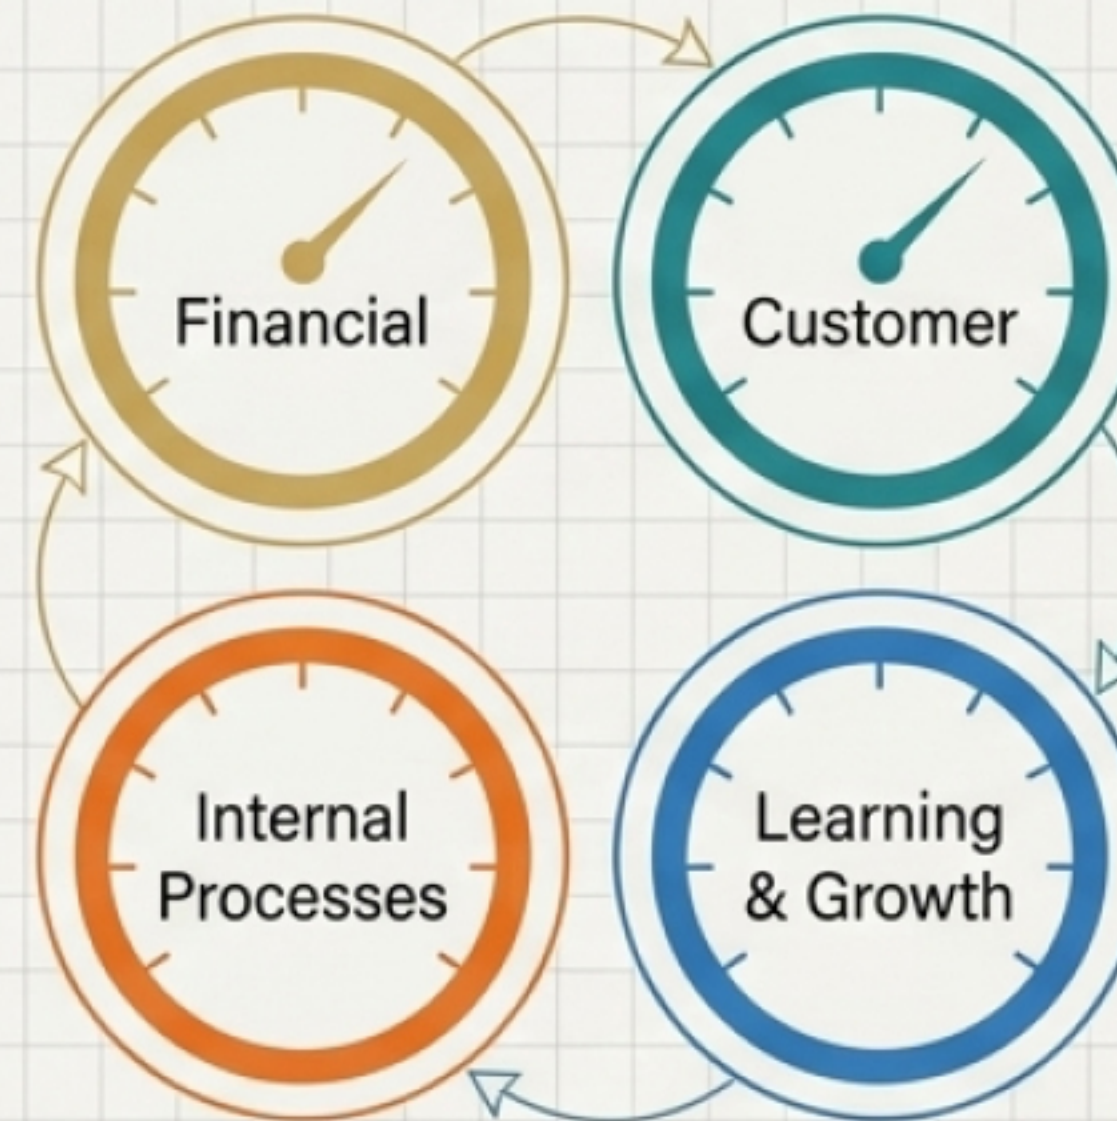 Financial
Customer
Internal
Processes
Learning
& Growth